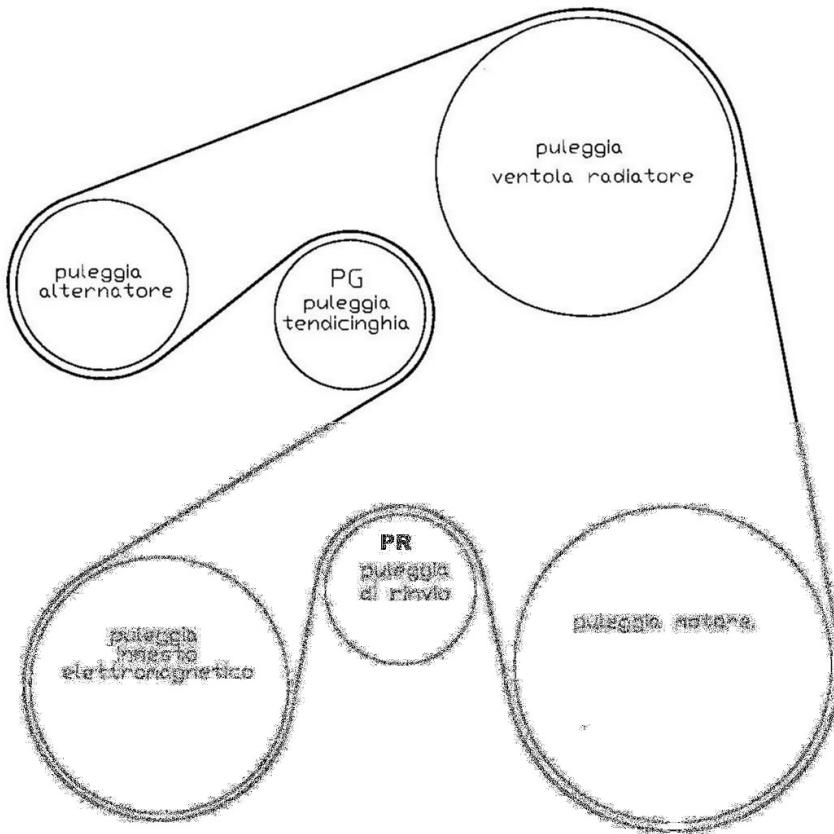 puleggia
ventola radiatore
puleggia
alternatore
PG
puleggia
tendicinghia
PR
puleggia
di rinvio
puleggia
innesto
elettromagnetico
puleggia motore